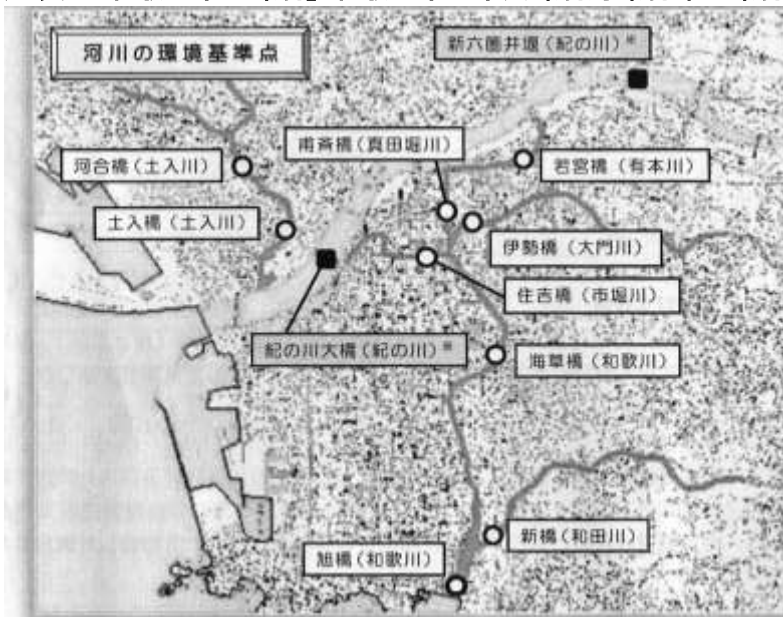 河川の環境基準点
新六箇井堰（紀の川）※
甫斎橋（真田堀川）
河合橋（土入川）
若宮橋（有本川）
土入橋（土入川）
伊勢橋（大門川）
住吉橋（市堀川）
紀の川大橋（紀の川）※
海草橋（和歌川）
新橋（和田川）
旭橋（和歌川）